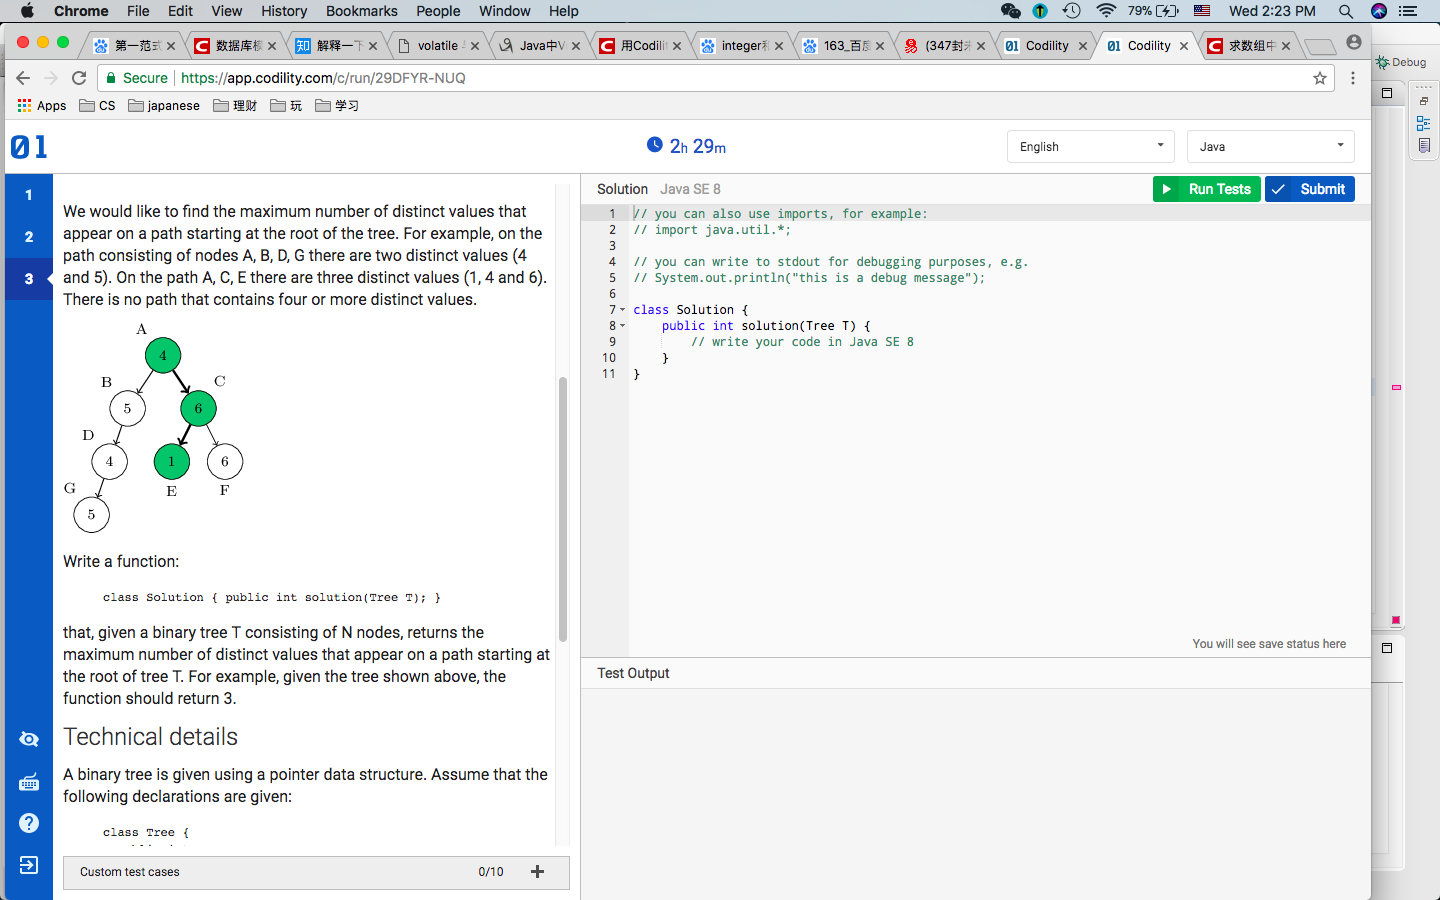 Chrome File Edit View History Bookmarks People Window Help 79% Wed 2:23 PM
第一范式 数据库模 解释一下 volatile Java中V 用Codili integer和 163_百度 (347封未 Codility Codility 求数组中
Secure https://app.codility.com/c/run/29DFYR-NUQ
Debug
Apps CS japanese 理财 玩 学习
01 2h 29m English Java
1
2
3
We would like to find the maximum number of distinct values that
appear on a path starting at the root of the tree. For example, on the
path consisting of nodes A, B, D, G there are two distinct values (4
and 5). On the path A, C, E there are three distinct values (1, 4 and 6).
There is no path that contains four or more distinct values.
A
4
B C
5 6
D
4 1 6
G E F
5
Write a function:
class Solution { public int solution(Tree T); }
that, given a binary tree T consisting of N nodes, returns the
maximum number of distinct values that appear on a path starting at
the root of tree T. For example, given the tree shown above, the
function should return 3.
Technical details
A binary tree is given using a pointer data structure. Assume that the
following declarations are given:
class Tree {
Custom test cases 0/10 +
Solution Java SE 8 Run Tests Submit
1 // you can also use imports, for example:
2 // import java.util.*;
3
4 // you can write to stdout for debugging purposes, e.g.
5 // System.out.println("this is a debug message");
6
7 class Solution {
8 public int solution(Tree T) {
9 // write your code in Java SE 8
10 }
11 }
You will see save status here
Test Output